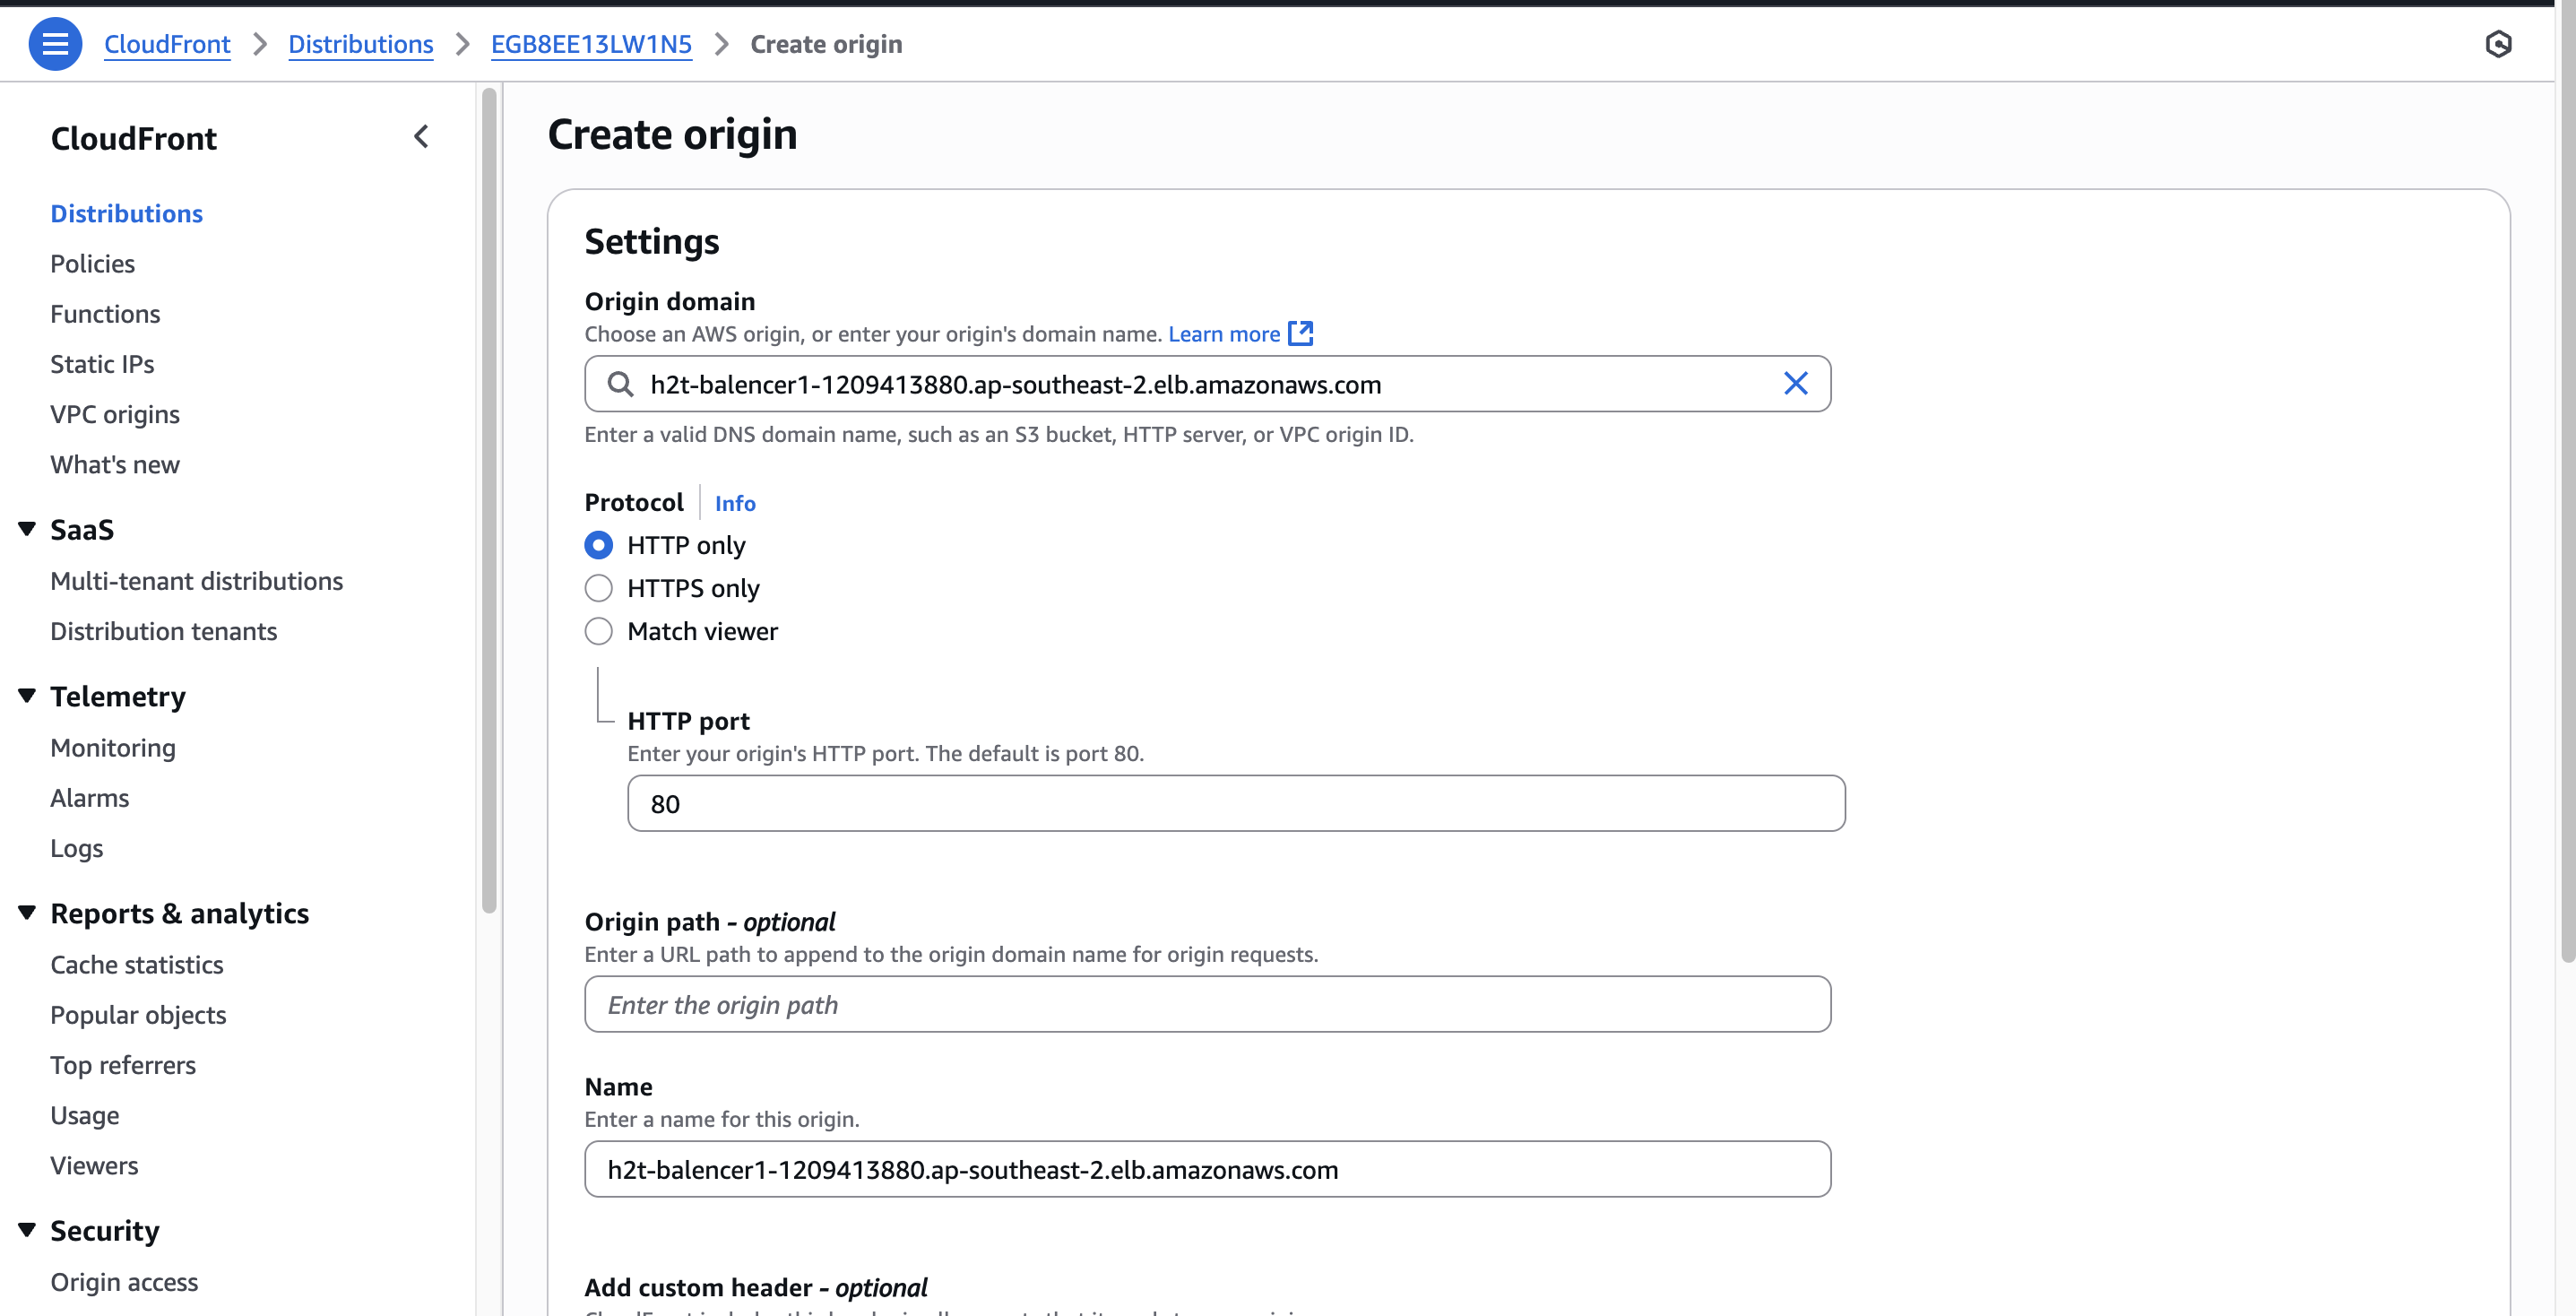 CloudFront > Distributions > EGB8EE13LW1N5 > Create origin
CloudFront
Distributions
Policies
Functions
Static IPs
VPC origins
What's new
SaaS
Multi-tenant distributions
Distribution tenants
Telemetry
Monitoring
Alarms
Logs
Reports & analytics
Cache statistics
Popular objects
Top referrers
Usage
Viewers
Security
Origin access
Create origin
Settings
Origin domain
Choose an AWS origin, or enter your origin's domain name. Learn more
h2t-balencer1-1209413880.ap-southeast-2.elb.amazonaws.com
Enter a valid DNS domain name, such as an S3 bucket, HTTP server, or VPC origin ID.
Protocol Info
HTTP only
HTTPS only
Match viewer
HTTP port
Enter your origin's HTTP port. The default is port 80.
80
Origin path - optional
Enter a URL path to append to the origin domain name for origin requests.
Enter the origin path
Name
Enter a name for this origin.
h2t-balencer1-1209413880.ap-southeast-2.elb.amazonaws.com
Add custom header - optional